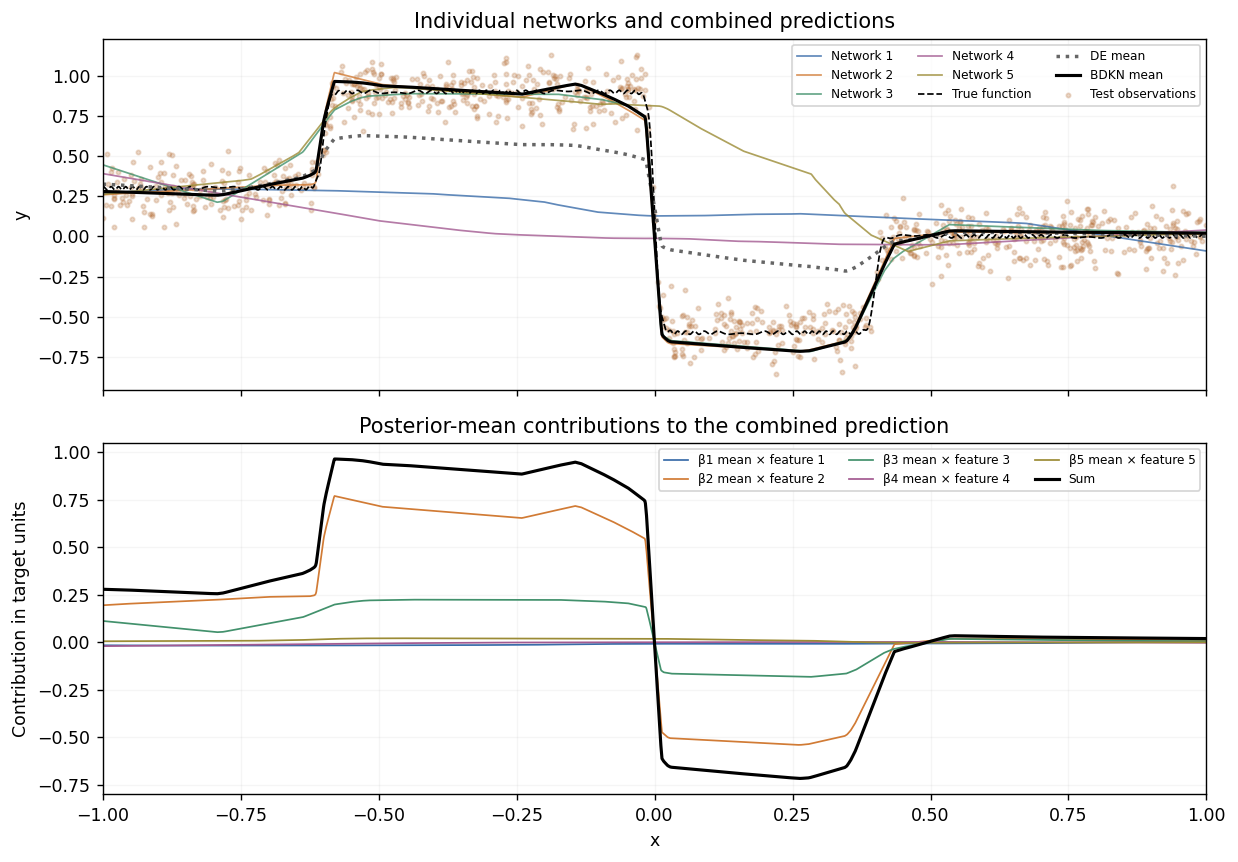 Individual networks and combined predictions
1.00
0.75
0.50
0.25
0.00
−0.25
−0.50
−0.75
y
Network 1
Network 2
Network 3
Network 4
Network 5
True function
DE mean
BDKN mean
Test observations
Posterior-mean contributions to the combined prediction
1.00
0.75
0.50
0.25
0.00
−0.25
−0.50
−0.75
Contribution in target units
β1 mean × feature 1
β2 mean × feature 2
β3 mean × feature 3
β4 mean × feature 4
β5 mean × feature 5
Sum
−1.00
−0.75
−0.50
−0.25
0.00
0.25
0.50
0.75
1.00
x